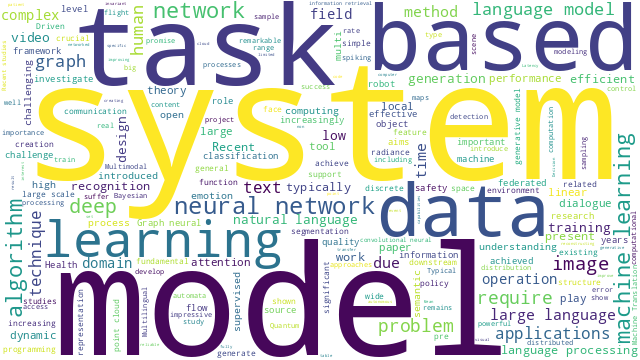 complex
level
flight
sample
information retrieval
task
based
Driven
network
field
method
language model
video
crucial
human
promise
remarkable
range
limited
type
scene
modeling
framework
graph
processes
big
multi
rate
simple
spiking
generation
performance
efficient
investigate
challenging
theory
success
robot
control
system
well
communication
content
role
face
computing
local
maps
importance
real
open
project
increasingly
effective
object
detection
generative model
computation
sampling
creation
design
large
Recent
tool
low
feature
aims
radiance
important
introduce
challenge
train
classification
general
achieve
time
including
machine
Multimodal
introduced
function
support
discrete
safety
space
federated
environment
related
high
recognition
suffer
Bayesian
emotion
text
typically
data
linear
large scale
deep
neural network
dialogue
machine learning
process
Graph neural
natural language
training
research
algorithm
technique
learning
segmentation
quality
convolutional neural
paper
information
present
understanding
years
Health
domain
fundamental
attention
work
due
transfer
downstream
achieved
existing
image
approaches
Typical
distribution
studies
develop
model
significant
policy
semantic
operation
structure
access
representation
automata
shown
wide
require
play
error
show
increasing
point cloud
Multilingual
flow
source
supervised
impressive
Quantum
problem
remains
large language
dynamic
study
powerful
applications
programming
generate
pre
distributed
language processing
Machine Translation
computational